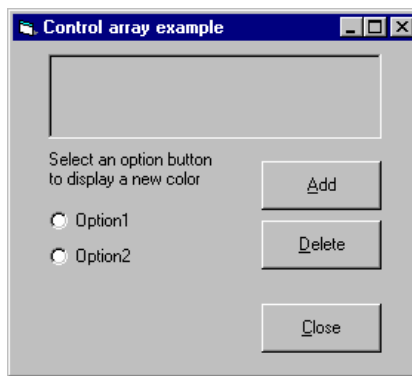 Control array example
Select an option button
to display a new color
Add
Option1
Delete
Option2
Close